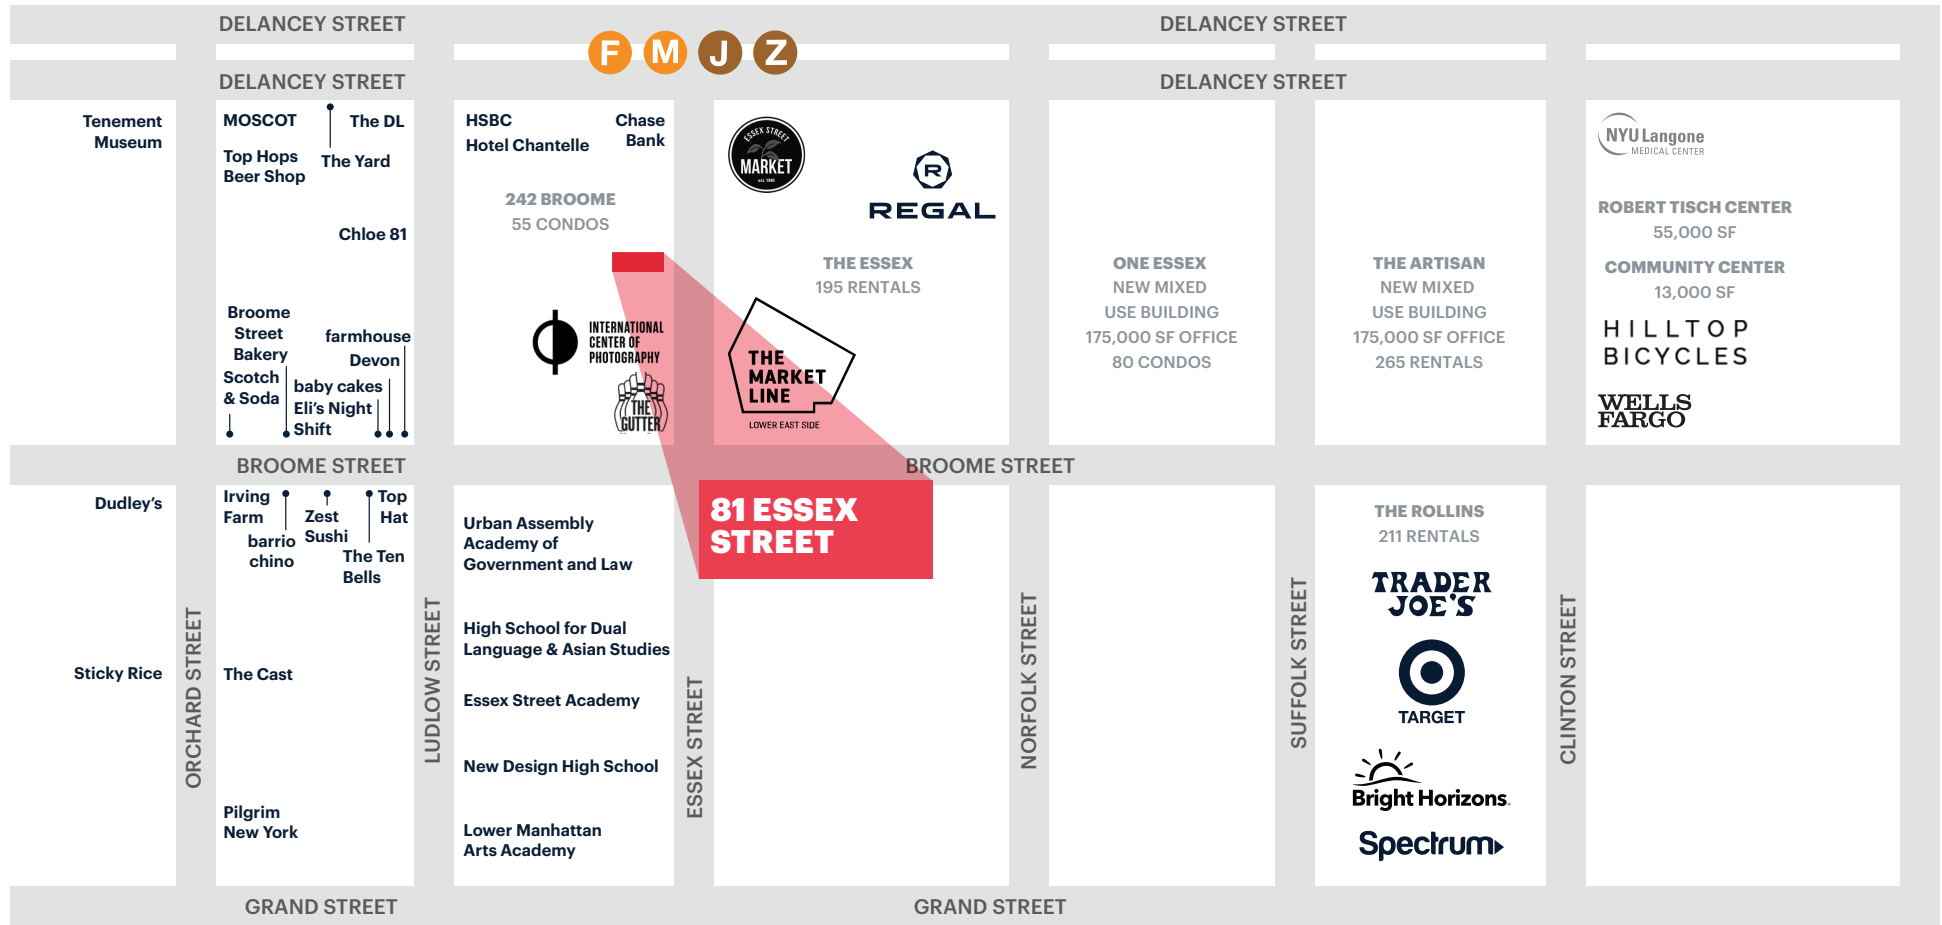 DELANCEY STREET
DELANCEY STREET
F M J Z
DELANCEY STREET
DELANCEY STREET
Tenement
Museum
MOSCOT
The DL
Top Hops
Beer Shop
The Yard
Chloe 81
Broome
Street
Bakery
farmhouse
Devon
Scotch
& Soda
baby cakes
Eli's Night
Shift
HSBC
Hotel Chantelle
Chase
Bank
242 BROOME
55 CONDOS
INTERNATIONAL
CENTER OF
PHOTOGRAPHY
THE
GUTTER
ESSEX STREET
MARKET
est. 1940
R
REGAL
THE ESSEX
195 RENTALS
THE
MARKET
LINE
LOWER EAST SIDE
ONE ESSEX
NEW MIXED
USE BUILDING
175,000 SF OFFICE
80 CONDOS
THE ARTISAN
NEW MIXED
USE BUILDING
175,000 SF OFFICE
265 RENTALS
NYU Langone
MEDICAL CENTER
ROBERT TISCH CENTER
55,000 SF
COMMUNITY CENTER
13,000 SF
HILLTOP
BICYCLES
WELLS
FARGO
BROOME STREET
BROOME STREET
Dudley's
Sticky Rice
ORCHARD STREET
Irving
Farm
barrio
chino
Zest
Sushi
Top
Hat
The Ten
Bells
The Cast
Pilgrim
New York
LUDLOW STREET
Urban Assembly
Academy of
Government and Law
High School for Dual
Language & Asian Studies
Essex Street Academy
New Design High School
Lower Manhattan
Arts Academy
ESSEX STREET
81 ESSEX
STREET
NORFOLK STREET
SUFFOLK STREET
THE ROLLINS
211 RENTALS
TRADER
JOE'S
TARGET
Bright Horizons.
Spectrum
CLINTON STREET
GRAND STREET
GRAND STREET